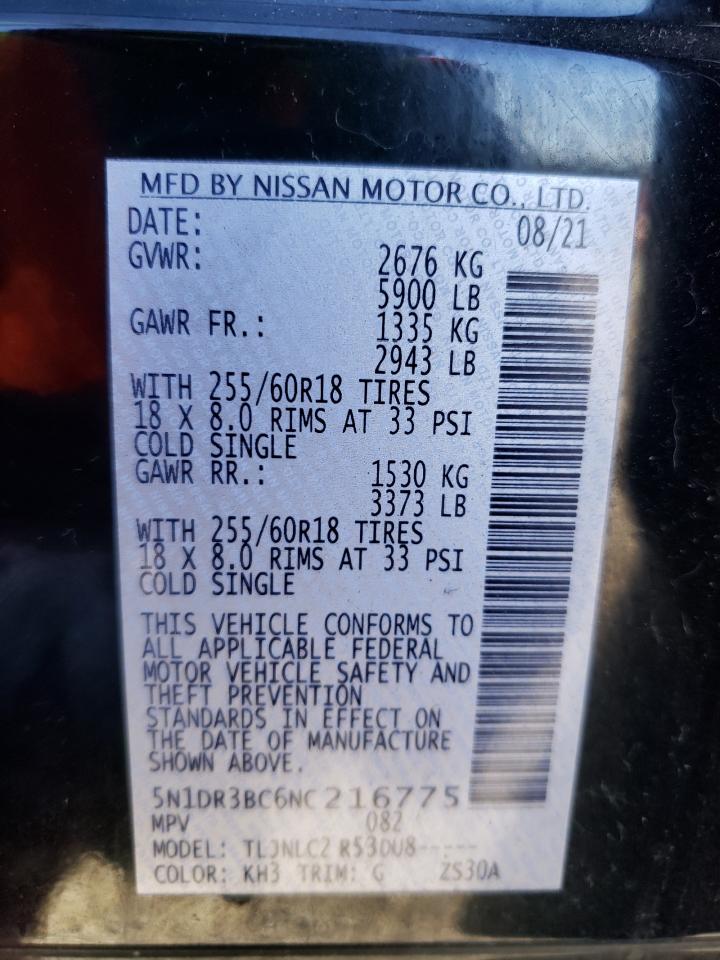 MFD BY NISSAN MOTOR CO., LTD.
DATE: 08/21
GVWR: 2676 KG
5900 LB
GAWR FR.: 1335 KG
2943 LB
WITH 255/60R18 TIRES
18 X 8.0 RIMS AT 33 PSI
COLD SINGLE
GAWR RR.: 1530 KG
3373 LB
WITH 255/60R18 TIRES
18 X 8.0 RIMS AT 33 PSI
COLD SINGLE
THIS VEHICLE CONFORMS TO
ALL APPLICABLE FEDERAL
MOTOR VEHICLE SAFETY AND
THEFT PREVENTION
STANDARDS IN EFFECT ON
THE DATE OF MANUFACTURE
SHOWN ABOVE.
5N1DR3BC6NC216775
MPV 082
MODEL:
COLOR: KH3 TRIM: G ZS30A